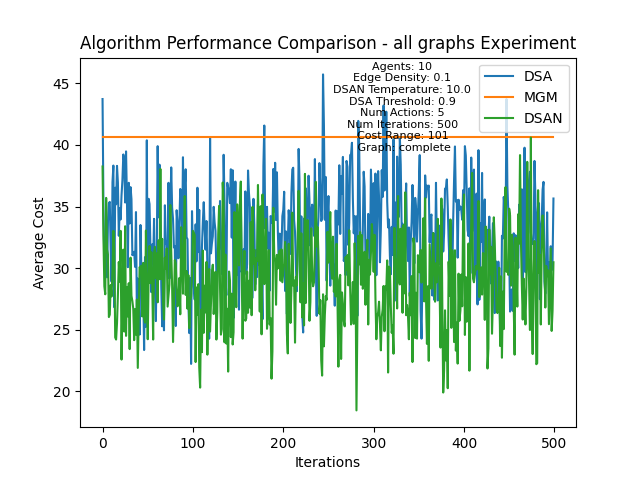 Algorithm Performance Comparison - all graphs Experiment
Agents: 10
Edge Density: 0.1
DSAN Temperature: 10.0
DSA Threshold: 0.9
Num Actions: 5
Num Iterations: 500
Cost Range: 101
Graph: complete
DSA
MGM
DSAN
Average Cost
45
40
35
30
25
20
0
100
200
300
400
500
Iterations